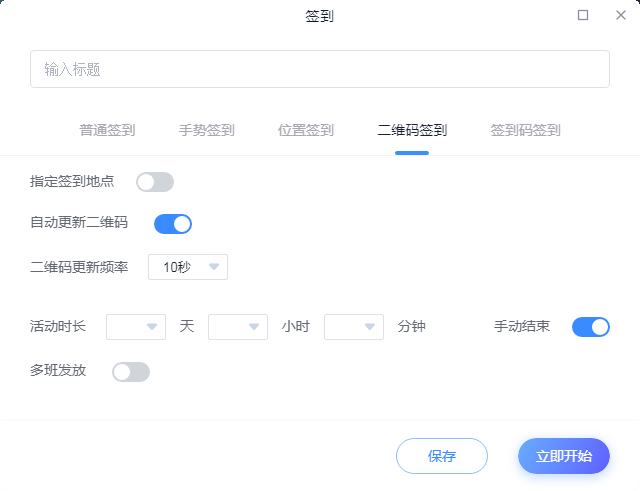 签到
输入标题
普通签到 手势签到 位置签到 二维码签到 签到码签到
指定签到地点
自动更新二维码
二维码更新频率 10秒
活动时长 天 小时 分钟 手动结束
多班发放
保存 立即开始